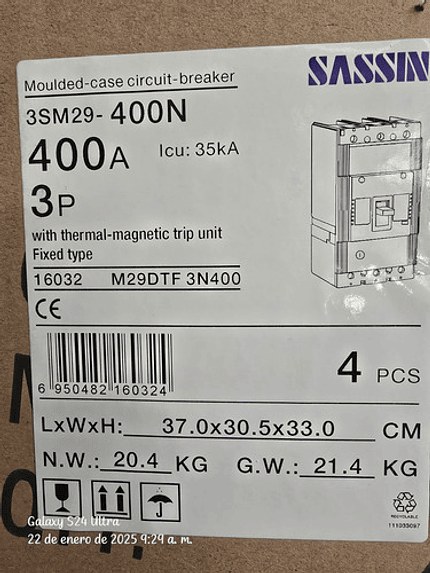 SASSIN
Moulded-case circuit-breaker
3SM29-400N
400A Icu: 35kA
3P
with thermal-magnetic trip unit
Fixed type
16032 M29DTF 3N400
CE
6 950482 160324
4 PCS
LxWxH: 37.0x30.5x33.0 CM
N.W.: 20.4 KG G.W.: 21.4 KG
RECYCLABLE
Galaxy S24 Ultra
22 de enero de 2025 9:29 a. m.